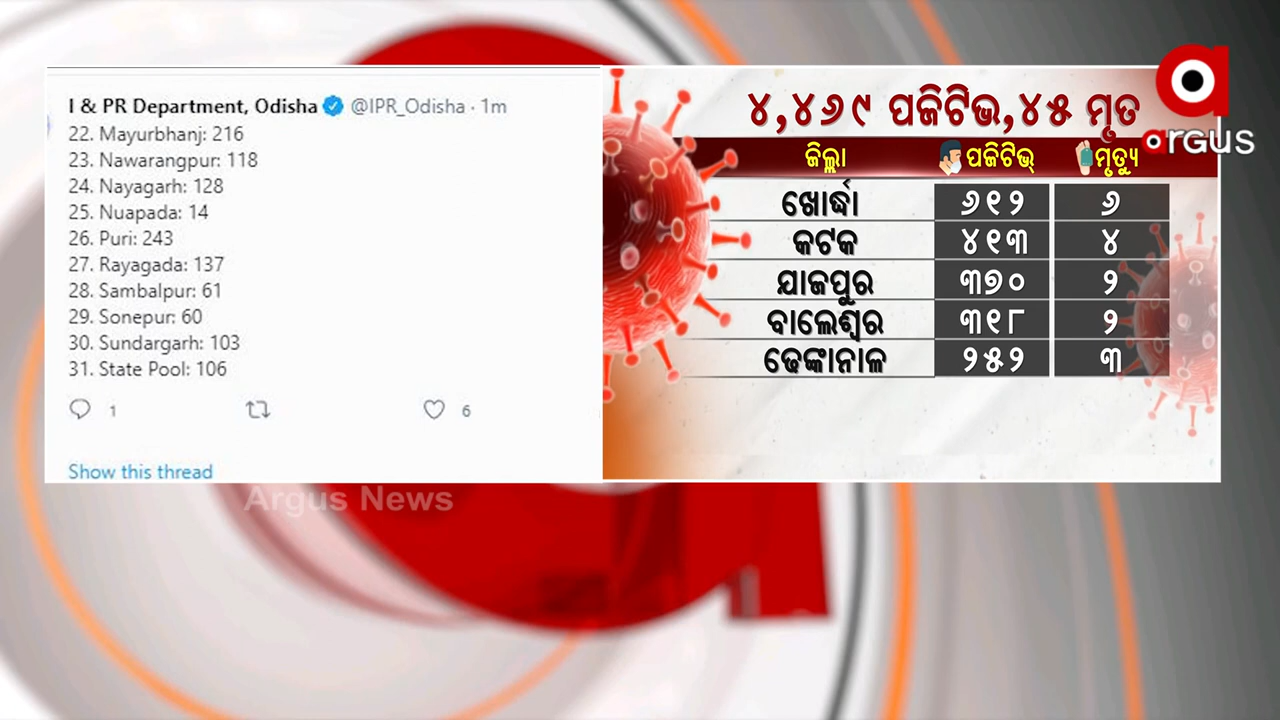 I & PR Department, Odisha @IPR_Odisha · 1m
22. Mayurbhanj: 216
23. Nawarangpur: 118
24. Nayagarh: 128
25. Nuapada: 14
26. Puri: 243
27. Rayagada: 137
28. Sambalpur: 61
29. Sonepur: 60
30. Sundargarh: 103
31. State Pool: 106
1 6
Show this thread
୪,୪୬୯ ପଜିଟିଭ,୪୫ ମୃତ
ଜିଲ୍ଲା ପଜିଟିଭ୍ ମୃତ୍ୟୁ
ଖୋର୍ଦ୍ଧା ୬୧୨ ୬
କଟକ ୪୧୩ ୪
ଯାଜପୁର ୩୭୦ ୨
ବାଲେଶ୍ୱର ୩୧୮ ୨
ଢେଙ୍କାନାଳ ୨୫୨ ୩
argus
Argus News